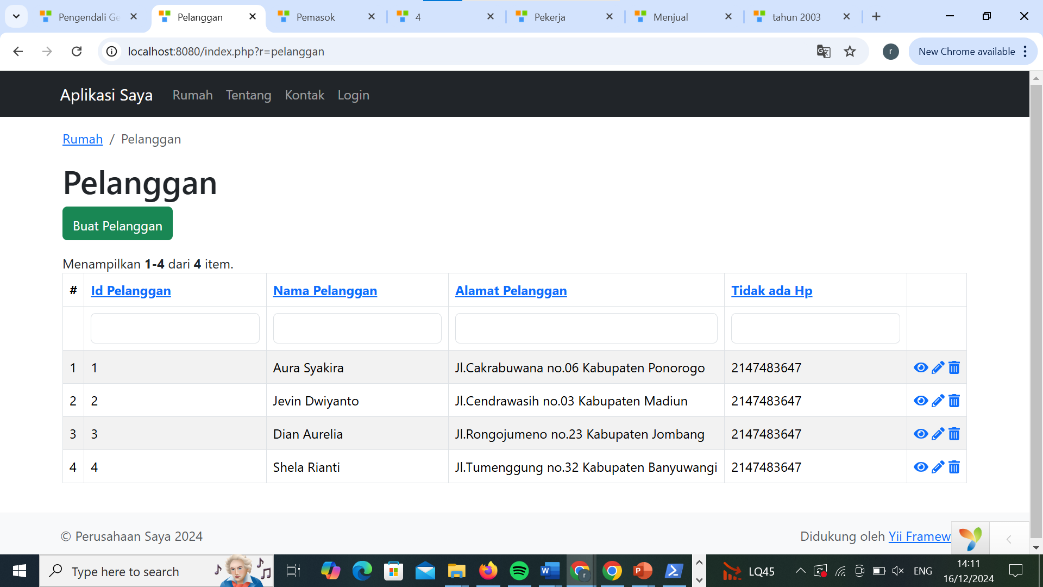 Pengendali Ge
Pelanggan
Pemasok
4
Pekerja
Menjual
tahun 2003
localhost:8080/index.php?r=pelanggan
r
New Chrome available
Aplikasi Saya
Rumah
Tentang
Kontak
Login
Rumah / Pelanggan
Pelanggan
Buat Pelanggan
Menampilkan 1-4 dari 4 item.
# Id Pelanggan Nama Pelanggan Alamat Pelanggan Tidak ada Hp
1 1 Aura Syakira Jl.Cakrabuwana no.06 Kabupaten Ponorogo 2147483647
2 2 Jevin Dwiyanto Jl.Cendrawasih no.03 Kabupaten Madiun 2147483647
3 3 Dian Aurelia Jl.Rongojumeno no.23 Kabupaten Jombang 2147483647
4 4 Shela Rianti Jl.Tumenggung no.32 Kabupaten Banyuwangi 2147483647
© Perusahaan Saya 2024
Didukung oleh Yii Framew
Type here to search
LQ45
ENG
14:11
16/12/2024